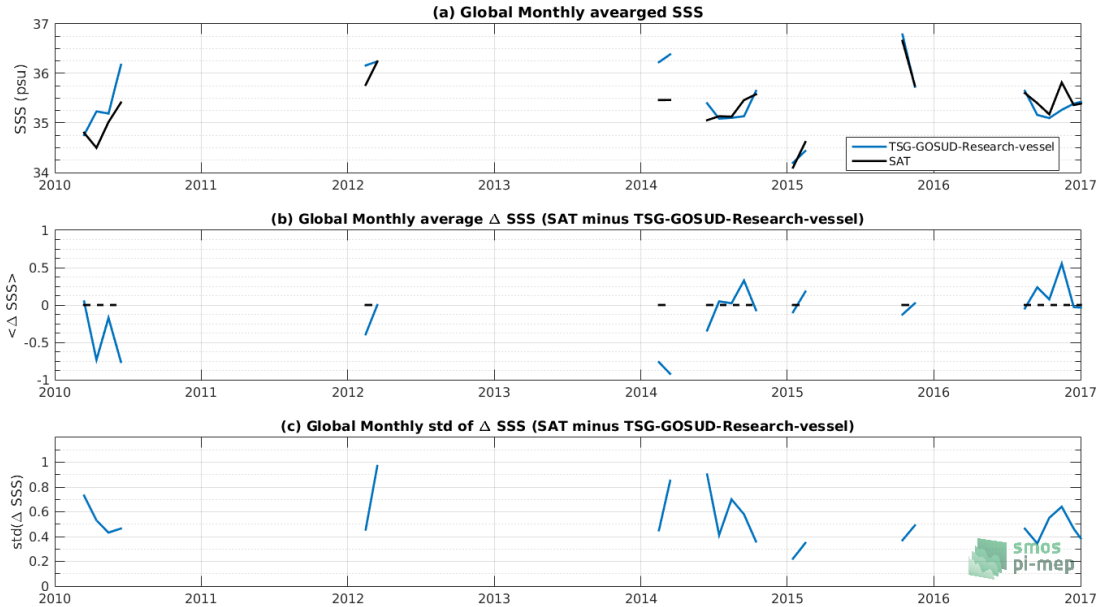 (a) Global Monthly avearged SSS
37
36
35
34
SSS (psu)
TSG-GOSUD-Research-vessel
SAT
2010 2011 2012 2013 2014 2015 2016 2017
(b) Global Monthly average Δ SSS (SAT minus TSG-GOSUD-Research-vessel)
1
0.5
0
-0.5
-1
<Δ SSS>
2010 2011 2012 2013 2014 2015 2016 2017
(c) Global Monthly std of Δ SSS (SAT minus TSG-GOSUD-Research-vessel)
1
0.8
0.6
0.4
0.2
0
std(Δ SSS)
smos
pi-mep
2010 2011 2012 2013 2014 2015 2016 2017